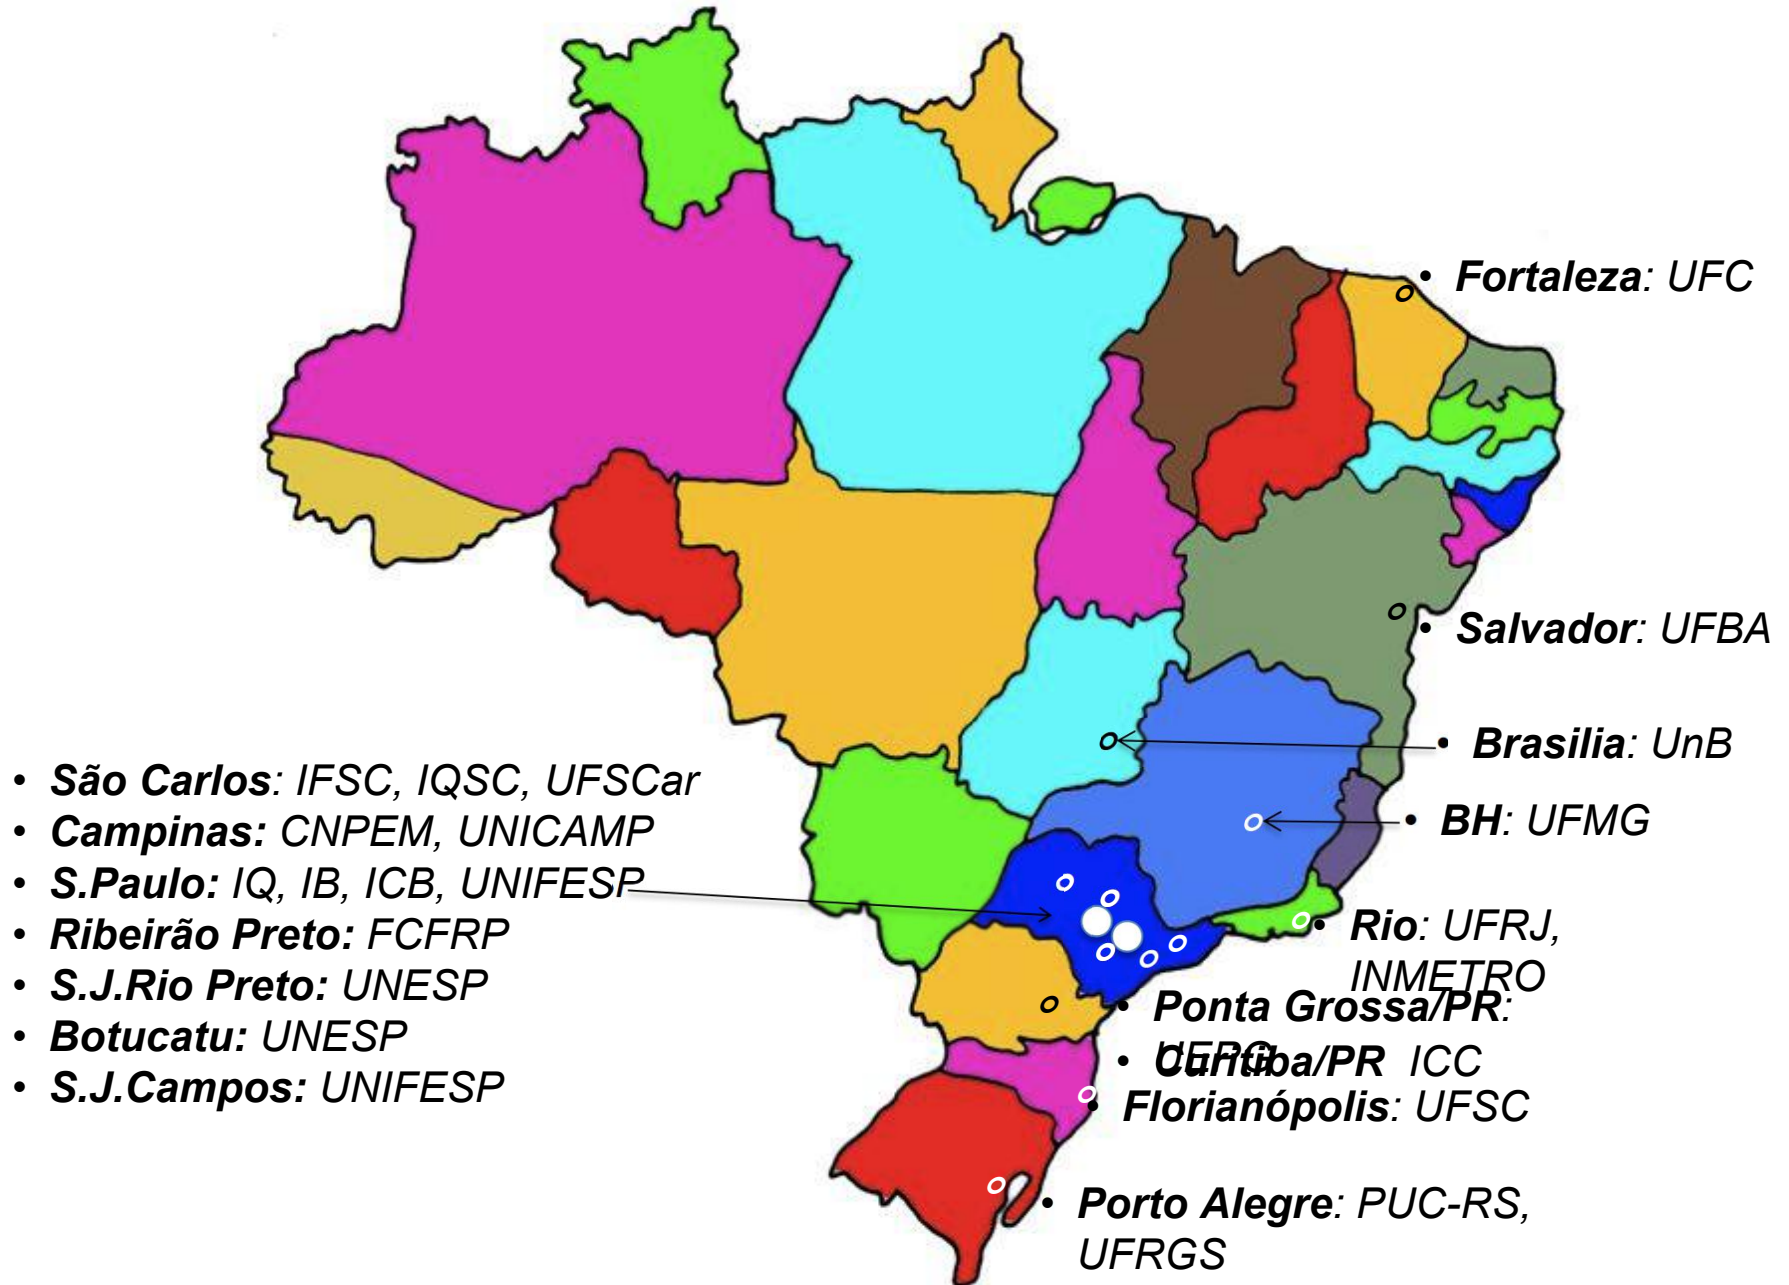 • Fortaleza: UFC
• Salvador: UFBA
• Brasilia: UnB
• São Carlos: IFSC, IQSC, UFSCar
• Campinas: CNPEM, UNICAMP
• S.Paulo: IQ, IB, ICB, UNIFESP
• Ribeirão Preto: FCFRP
• S.J.Rio Preto: UNESP
• Botucatu: UNESP
• S.J.Campos: UNIFESP
• BH: UFMG
• Rio: UFRJ,
INMETRO
• Ponta Grossa/PR:
UEPG
• Curitiba/PR ICC
• Florianópolis: UFSC
• Porto Alegre: PUC-RS,
UFRGS